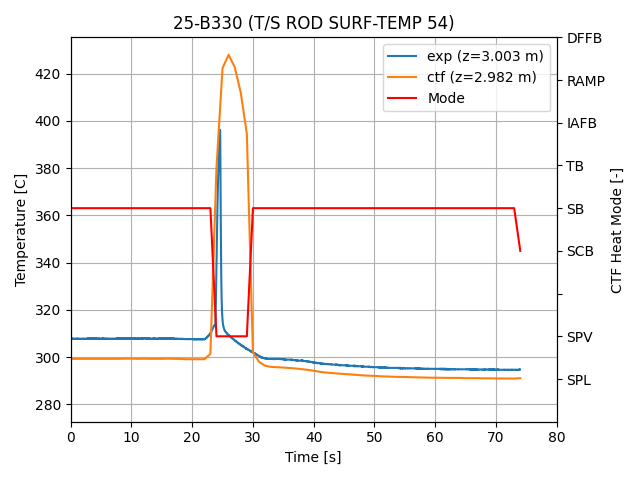 25-B330 (T/S ROD SURF-TEMP 54)
exp (z=3.003 m)
ctf (z=2.982 m)
Mode
Temperature [C]
420
400
380
360
340
320
300
280
DFFB
RAMP
IAFB
TB
SB
SCB
-
SPV
SPL
CTF Heat Mode [-]
0 10 20 30 40 50 60 70 80
Time [s]